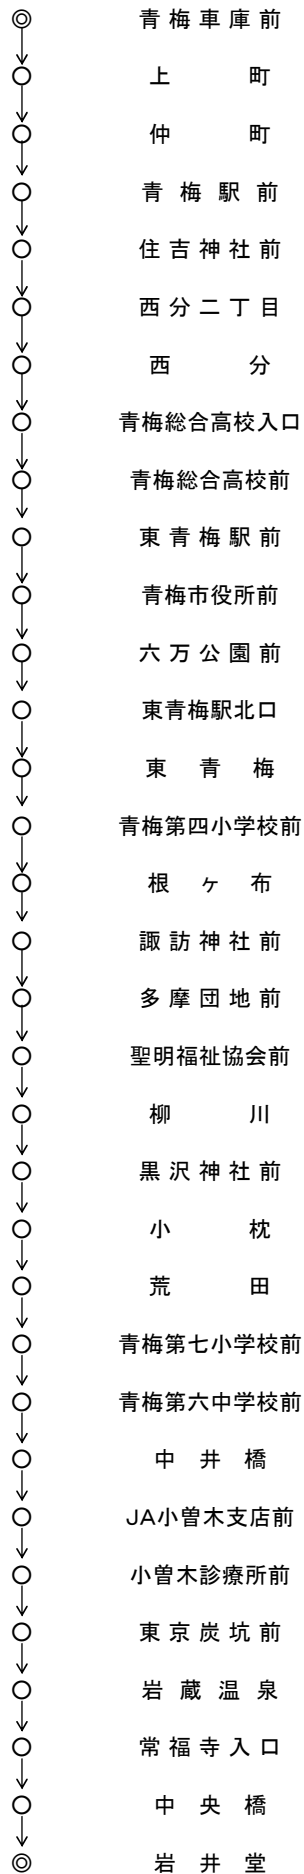 青梅車庫前
上町
仲町
青梅駅前
住吉神社前
西分二丁目
西分
青梅総合高校入口
青梅総合高校前
東青梅駅前
青梅市役所前
六万公園前
東青梅駅北口
東青梅
青梅第四小学校前
根ヶ布
諏訪神社前
多摩団地前
聖明福祉協会前
柳川
黒沢神社前
小枕
荒田
青梅第七小学校前
青梅第六中学校前
中井橋
JA小曽木支店前
小曽木診療所前
東京炭坑前
岩蔵温泉
常福寺入口
中央橋
岩井堂